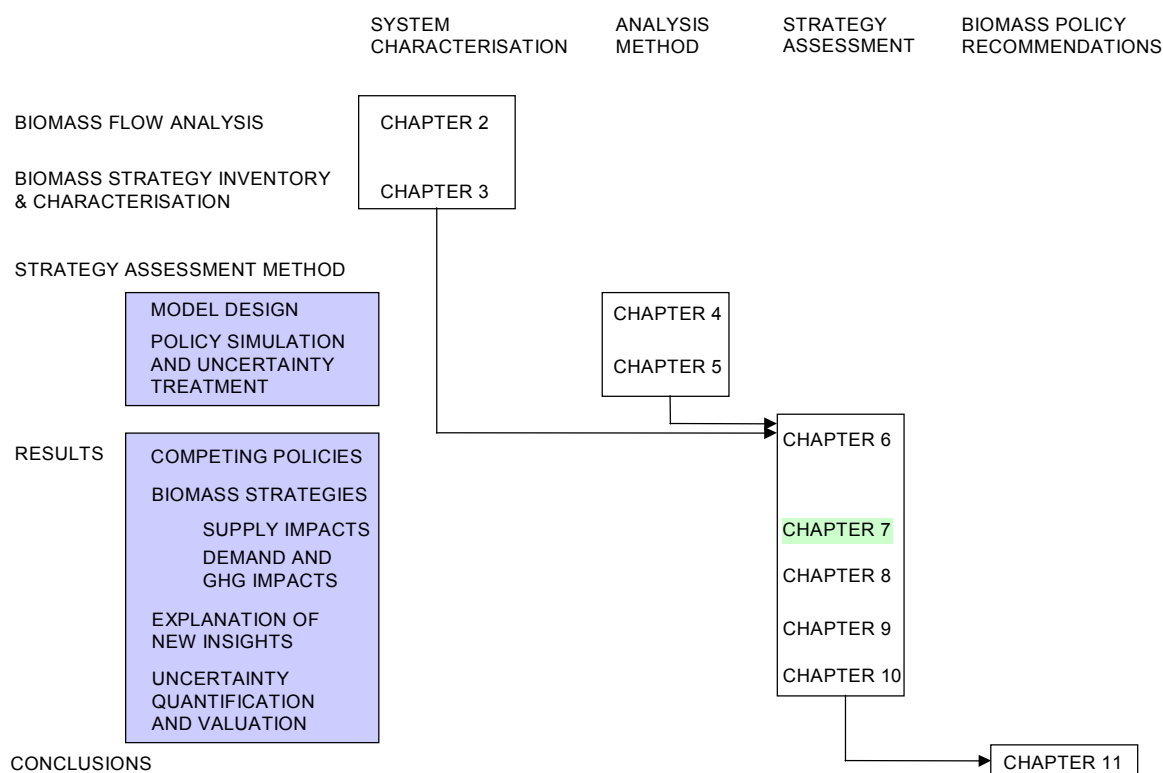 SYSTEM
CHARACTERISATION
ANALYSIS
METHOD
STRATEGY
ASSESSMENT
BIOMASS POLICY
RECOMMENDATIONS
BIOMASS FLOW ANALYSIS
CHAPTER 2
BIOMASS STRATEGY INVENTORY
& CHARACTERISATION
CHAPTER 3
STRATEGY ASSESSMENT METHOD
MODEL DESIGN
CHAPTER 4
POLICY SIMULATION
AND UNCERTAINTY
TREATMENT
CHAPTER 5
RESULTS
COMPETING POLICIES
CHAPTER 6
BIOMASS STRATEGIES
SUPPLY IMPACTS
CHAPTER 7
DEMAND AND
GHG IMPACTS
CHAPTER 8
EXPLANATION OF
NEW INSIGHTS
CHAPTER 9
UNCERTAINTY
QUANTIFICATION
AND VALUATION
CHAPTER 10
CONCLUSIONS
CHAPTER 11